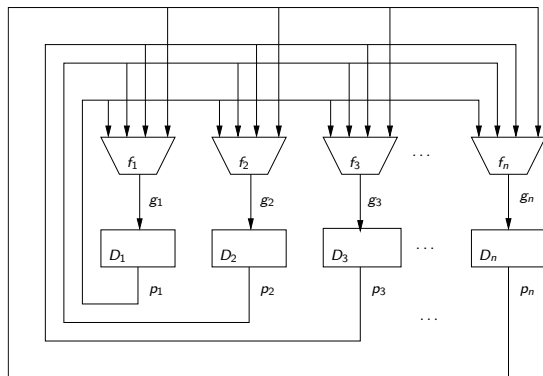 f1 f2 f3 ... fn
g1 g2 g3 gn
D1 D2 D3 ... Dn
p1 p2 p3 pn
...